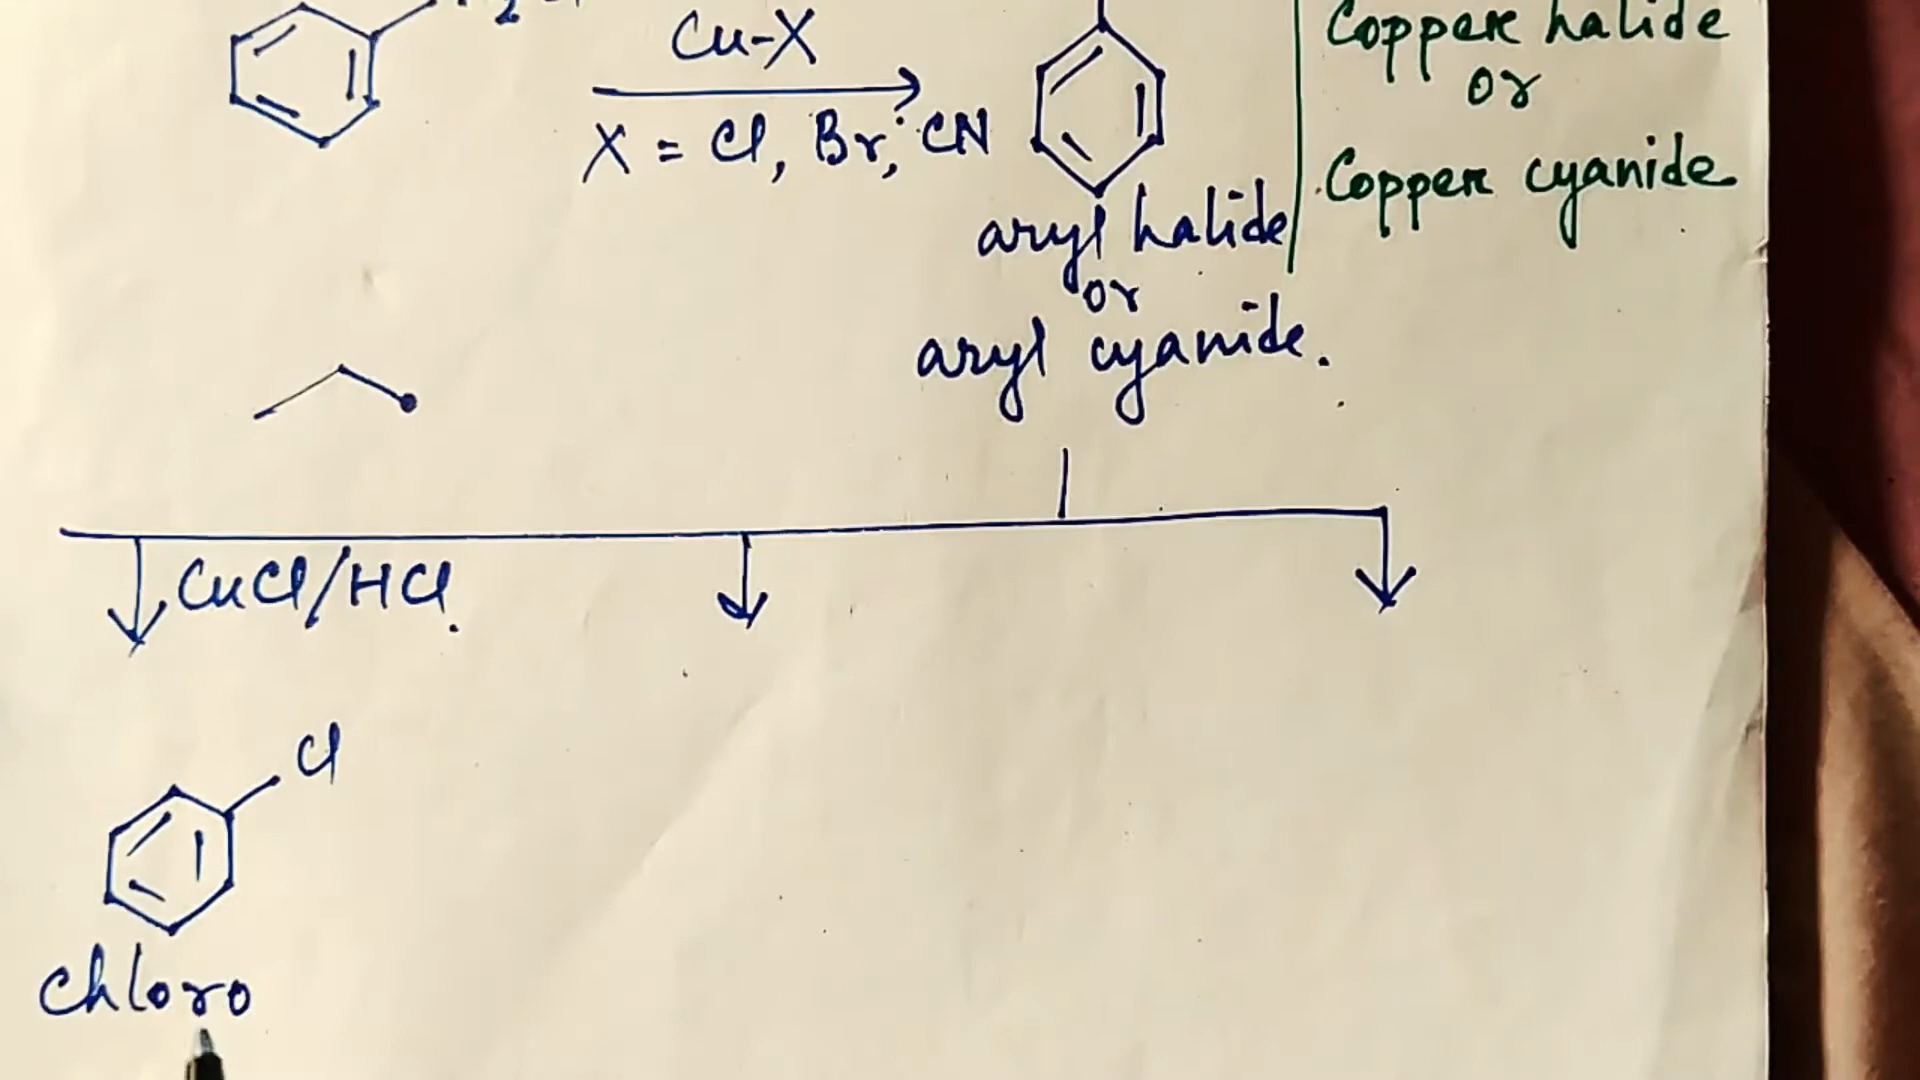 Cu-X
X = Cl, Br, CN
aryl halide
or
aryl cyanide.
Copper halide
or
Copper cyanide
CuCl/HCl
Cl
Chloro